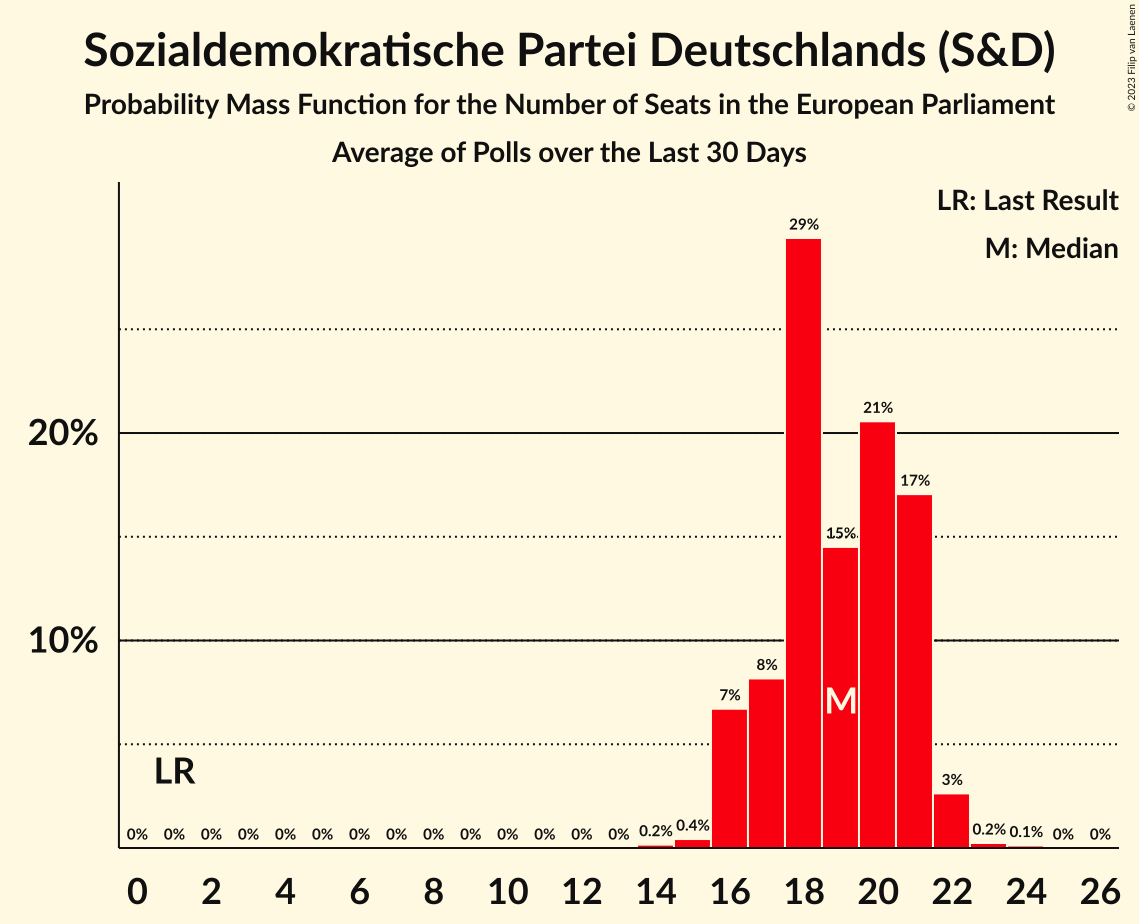 Sozialdemokratische Partei Deutschlands (S&D)
Probability Mass Function for the Number of Seats in the European Parliament
Average of Polls over the Last 30 Days
© 2023 Filip van Laenen
LR: Last Result
M: Median
29%
21%
20%
17%
15%
10%
8%
7%
M
LR
3%
0% 0% 0% 0% 0% 0% 0% 0% 0% 0% 0% 0% 0% 0% 0.2% 0.4% 0.2% 0.1% 0% 0%
0 2 4 6 8 10 12 14 16 18 20 22 24 26